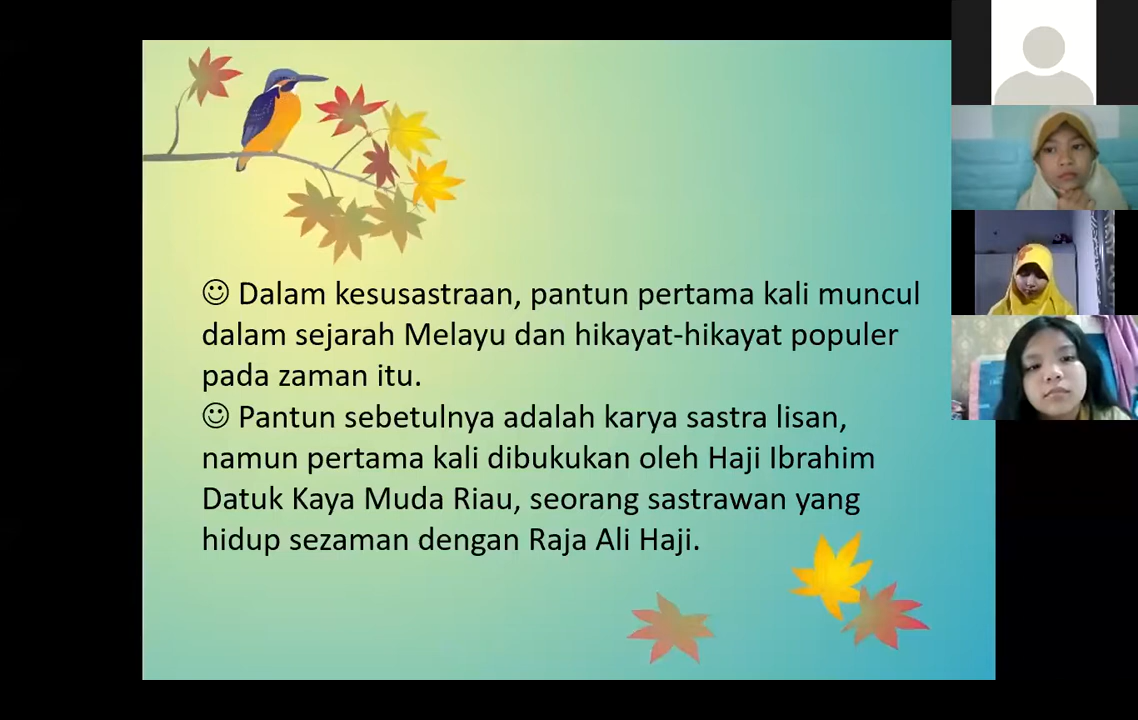 ☺ Dalam kesusastraan, pantun pertama kali muncul
dalam sejarah Melayu dan hikayat-hikayat populer
pada zaman itu.
☺ Pantun sebetulnya adalah karya sastra lisan,
namun pertama kali dibukukan oleh Haji Ibrahim
Datuk Kaya Muda Riau, seorang sastrawan yang
hidup sezaman dengan Raja Ali Haji.